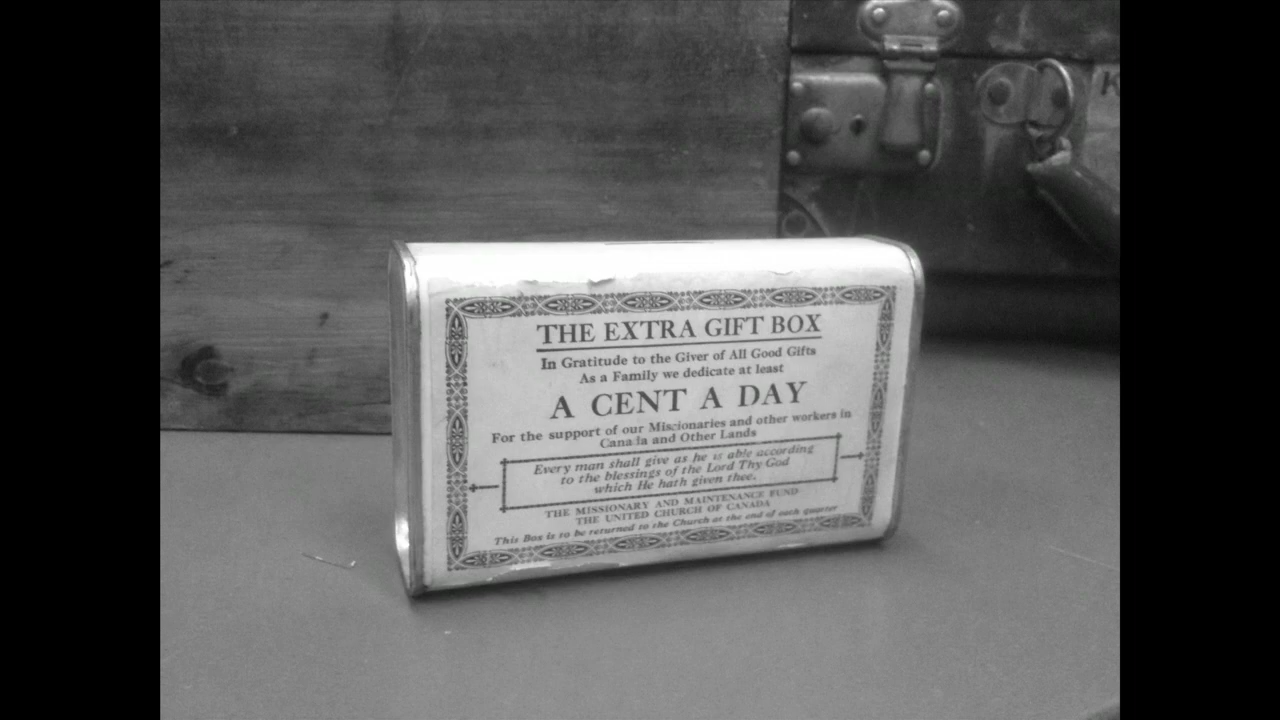 K
THE EXTRA GIFT BOX
In Gratitude to the Giver of All Good Gifts
As a Family we dedicate at least
A CENT A DAY
For the support of our Missionaries and other workers in
Canada and Other Lands
Every man shall give as he is able according
to the blessings of the Lord Thy God
which He hath given thee.
THE MISSIONARY AND MAINTENANCE FUND
THE UNITED CHURCH OF CANADA
This Box is to be returned to the Church at the end of each quarter